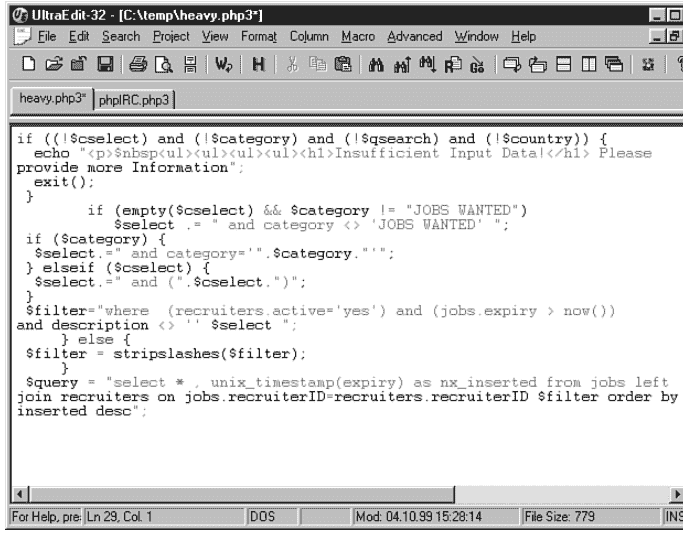 UltraEdit-32 - [C:\temp\heavy.php3*]
File Edit Search Project View Format Column Macro Advanced Window Help
heavy.php3* phpIRC.php3
if ((!$cselect) and (!$category) and (!$qsearch) and (!$country)) {
echo "<p>$nbsp<ul><ul><ul><ul><h1>Insufficient Input Data!</h1> Please
provide more Information";
exit();
}
if (empty($cselect) && $category != "JOBS WANTED")
$select .= " and category <> 'JOBS WANTED' ";
if ($category) {
$select.=" and category='".$category."'";
} elseif ($cselect) {
$select.=" and (".$cselect.")";
}
$filter="where (recruiters.active='yes') and (jobs.expiry > now())
and description <> '' $select ";
} else {
$filter = stripslashes($filter);
}
$query = "select * , unix_timestamp(expiry) as nx_inserted from jobs left
join recruiters on jobs.recruiterID=recruiters.recruiterID $filter order by
inserted desc";
For Help, pre Ln 29, Col. 1 DOS Mod: 04.10.99 15:28:14 File Size: 779 INS